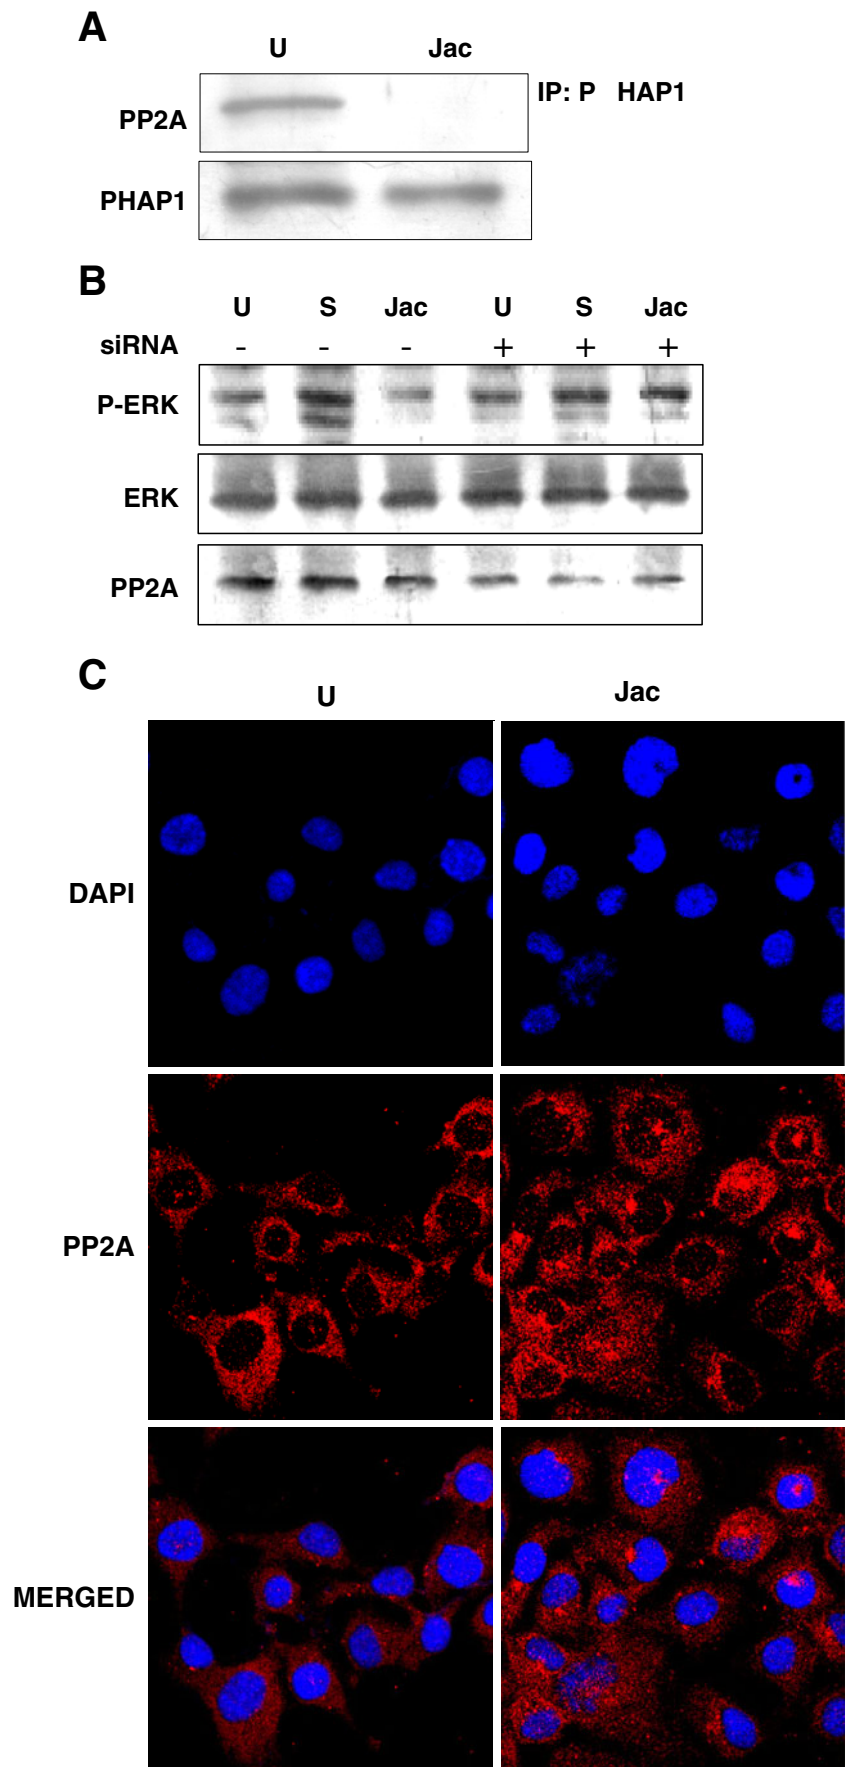 A
U Jac
IP: P HAP1
PP2A
PHAP1
B
U S Jac U S Jac
siRNA - - - + + +
P-ERK
ERK
PP2A
C
U Jac
DAPI
PP2A
MERGED